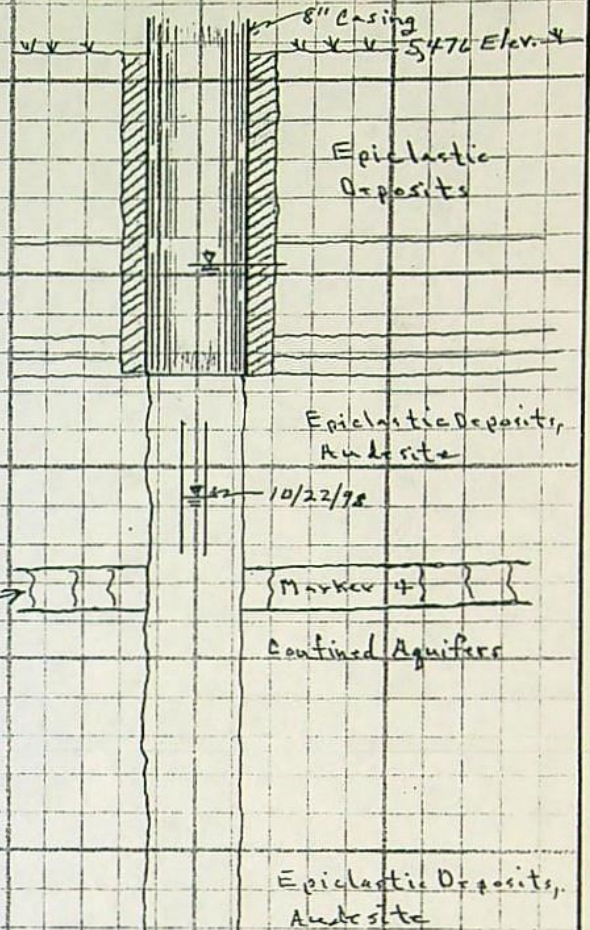 8" Casing
5476 Elev.
Epiclastic
Deposits
Epiclastic Deposits,
Andesite
10/22/98
Marker 4
Confined Aquifers
Epiclastic Deposits,
Andesite